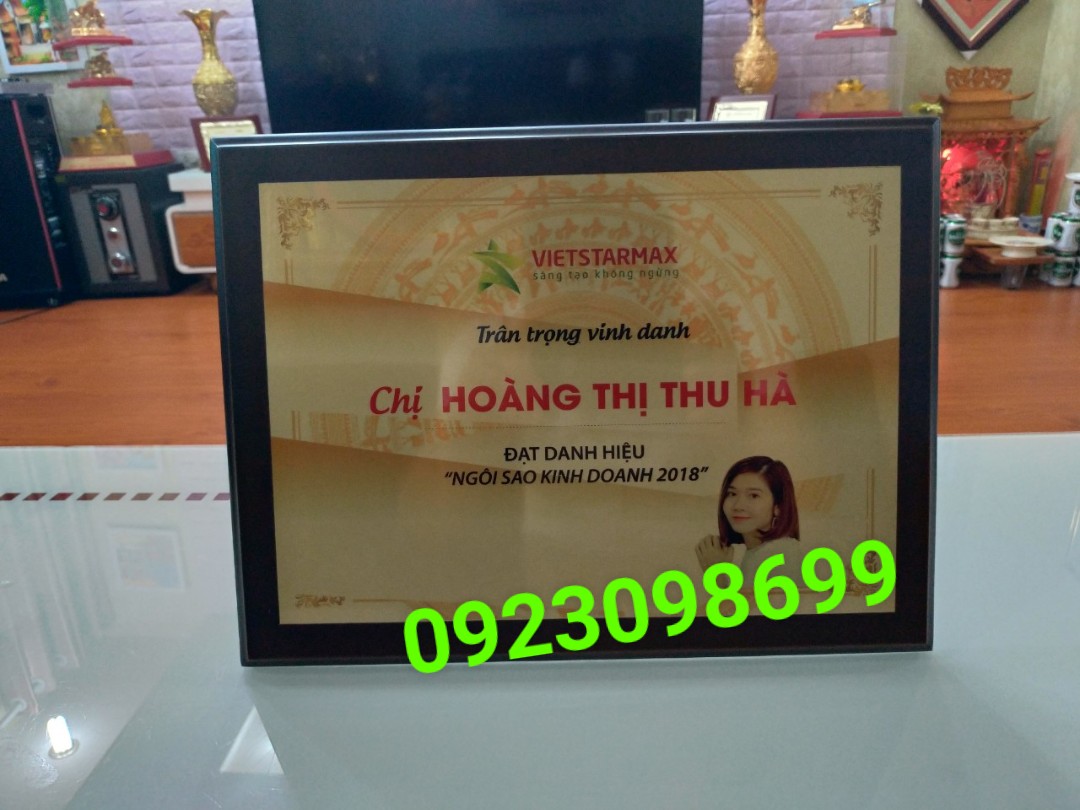 VIETSTARMAX
sáng tạo không ngừng
Trân trọng vinh danh
Chị HOÀNG THỊ THU HÀ
ĐẠT DANH HIỆU
"NGÔI SAO KINH DOANH 2018"
0923098699